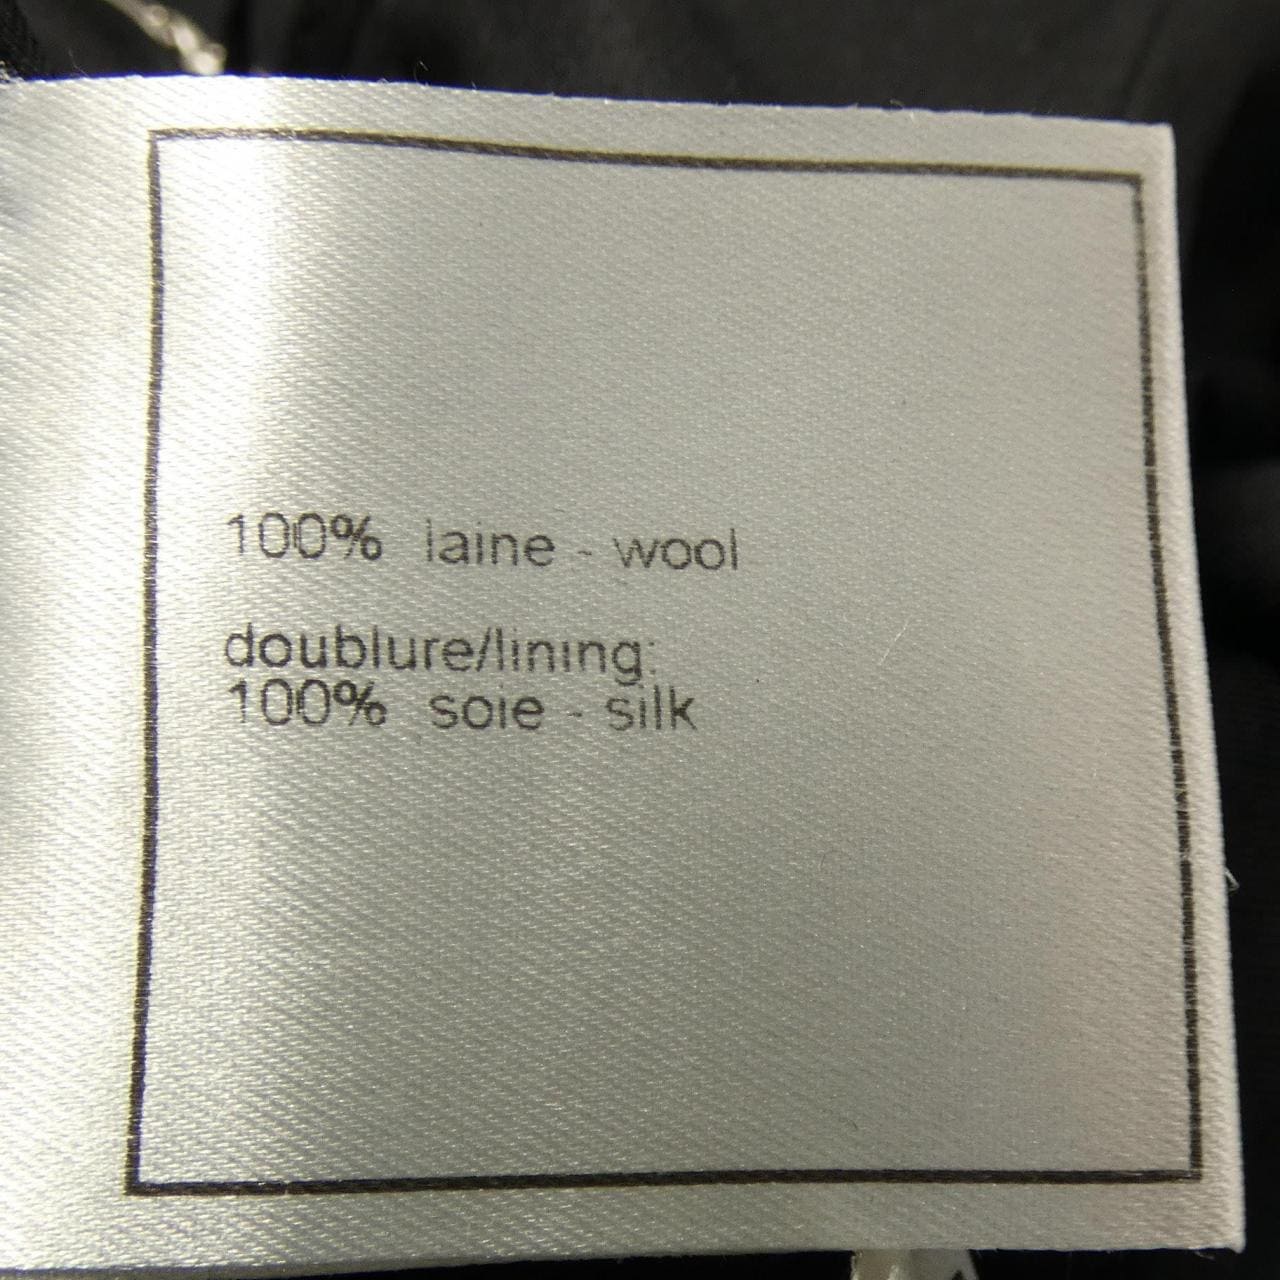 100% laine - wool
doublure/lining:
100% soie - silk